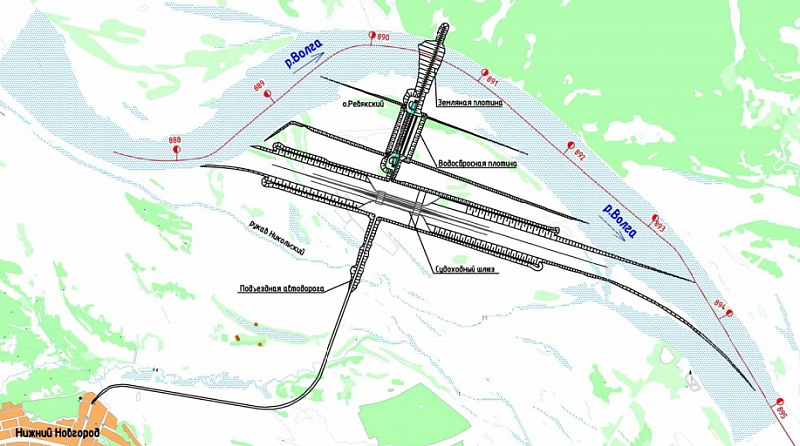 890
р.Волга
889
891
Земляная плотина
о.Ревякский
888
892
Водосбросная плотина
р.Волга
893
рукав Никольский
Судоходный шлюз
Подъездная автодорога
894
Нижний Новгород
895